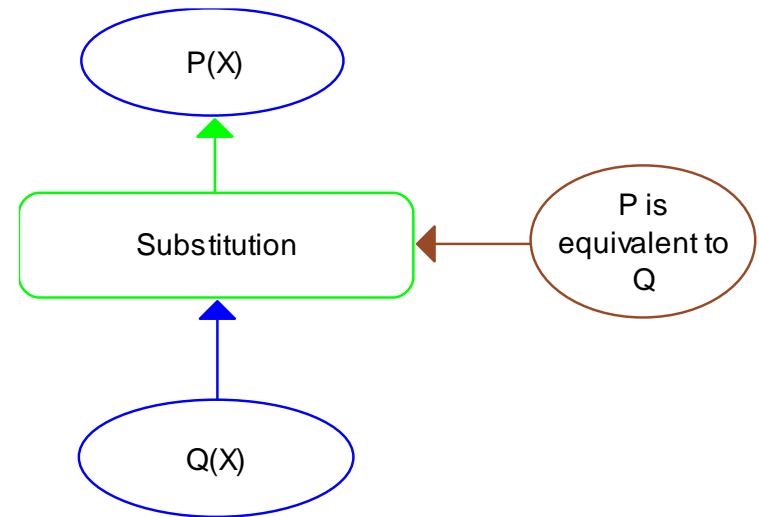 P(X)
Substitution
P is
equivalent to
Q
Q(X)